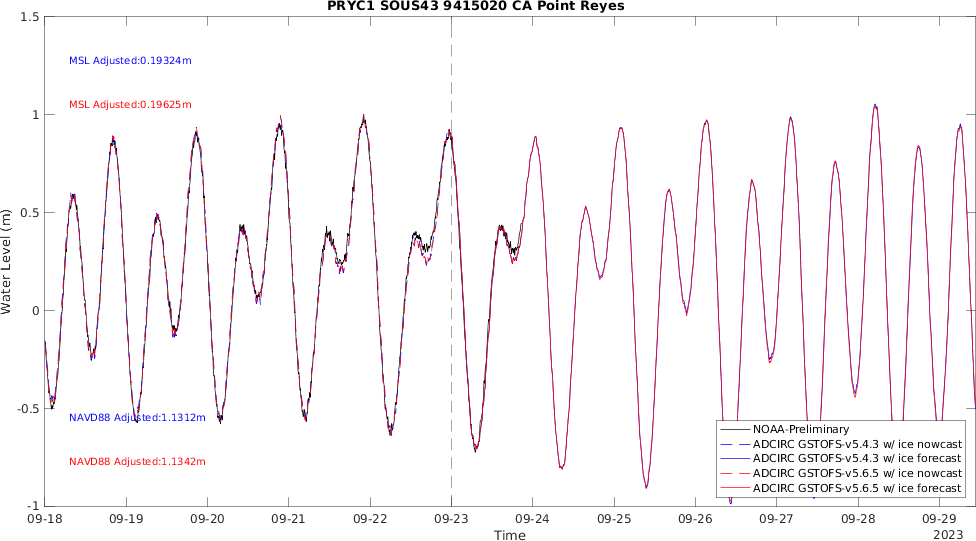 PRYC1 SOUS43 9415020 CA Point Reyes
1.5
1
0.5
0
-0.5
-1
Water Level (m)
MSL Adjusted:0.19324m
MSL Adjusted:0.19625m
NAVD88 Adjusted:1.1312m
NAVD88 Adjusted:1.1342m
NOAA-Preliminary
ADCIRC GSTOFS-v5.4.3 w/ ice nowcast
ADCIRC GSTOFS-v5.4.3 w/ ice forecast
ADCIRC GSTOFS-v5.6.5 w/ ice nowcast
ADCIRC GSTOFS-v5.6.5 w/ ice forecast
09-18 09-19 09-20 09-21 09-22 09-23 09-24 09-25 09-26 09-27 09-28 09-29
Time
2023